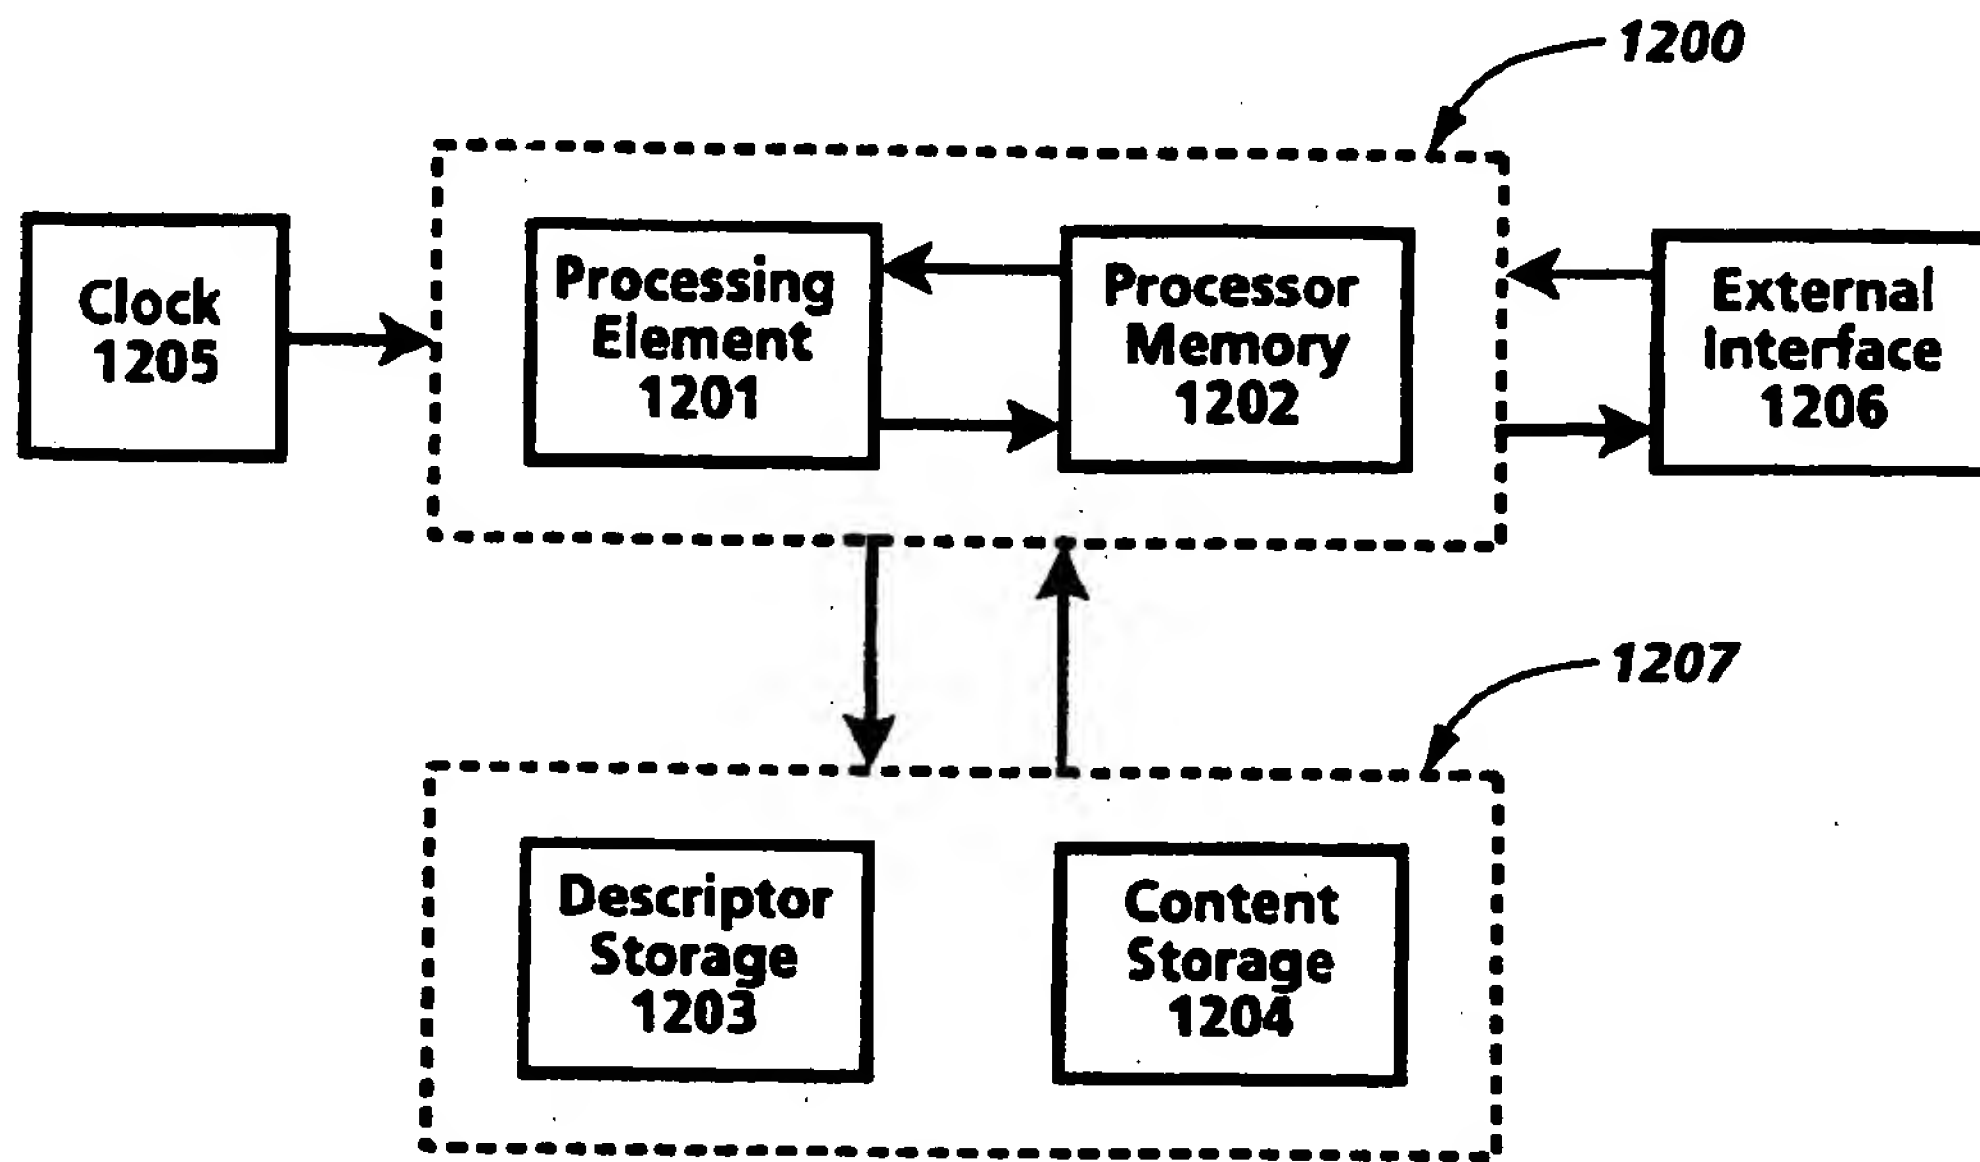 1200
Clock
1205
Processing
Element
1201
Processor
Memory
1202
External
Interface
1206
1207
Descriptor
Storage
1203
Content
Storage
1204